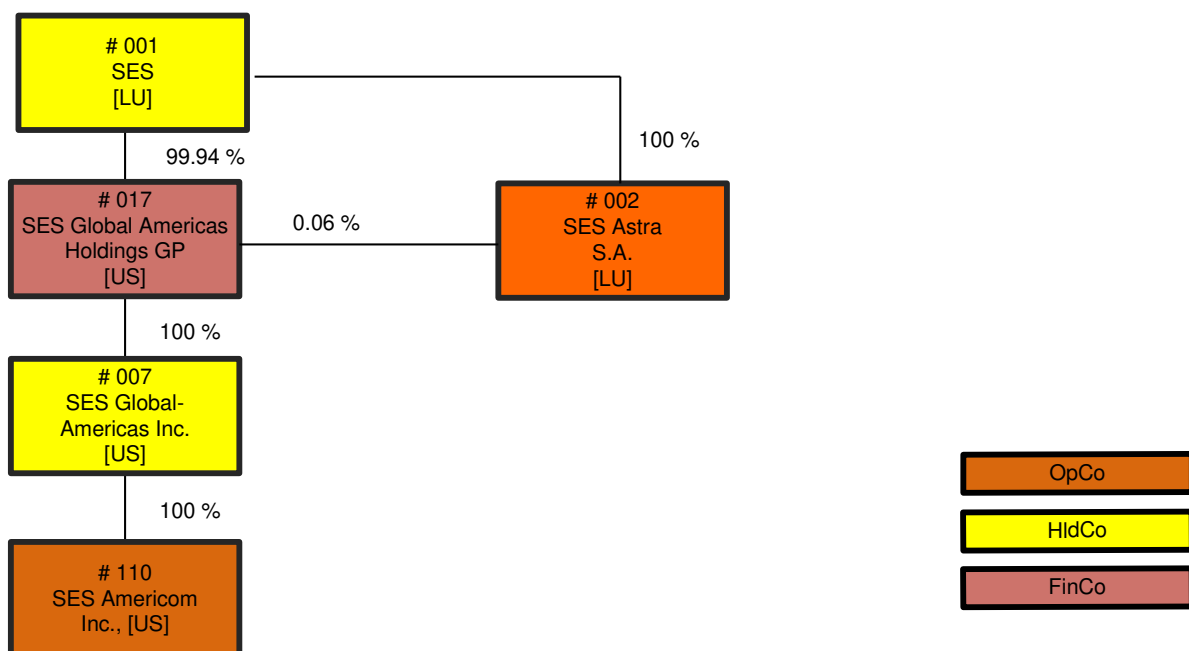 # 001
SES
[LU]
100 %
99.94 %
# 017
SES Global Americas
Holdings GP
[US]
0.06 %
# 002
SES Astra
S.A.
[LU]
100 %
# 007
SES Global-
Americas Inc.
[US]
100 %
# 110
SES Americom
Inc., [US]
OpCo
HldCo
FinCo